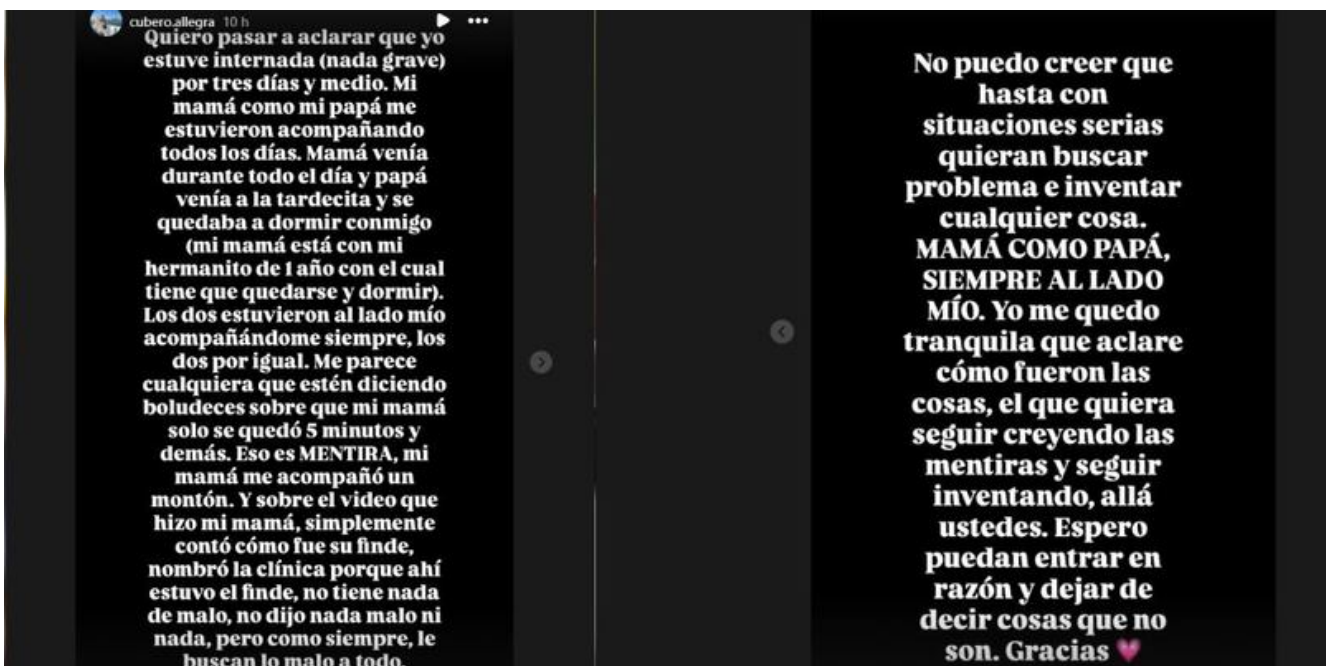 cubero.allegra 10 h
Quiero pasar a aclarar que yo
estuve internada (nada grave)
por tres días y medio. Mi
mamá como mi papá me
estuvieron acompañando
todos los días. Mamá venía
durante todo el día y papá
venía a la tardecita y se
quedaba a dormir conmigo
(mi mamá está con mi
hermanito de 1 año con el cual
tiene que quedarse y dormir).
Los dos estuvieron al lado mío
acompañándome siempre, los
dos por igual. Me parece
cualquiera que estén diciendo
boludeces sobre que mi mamá
solo se quedó 5 minutos y
demás. Eso es MENTIRA, mi
mamá me acompañó un
montón. Y sobre el video que
hizo mi mamá, simplemente
contó cómo fue su finde,
nombró la clínica porque ahí
estuvo el finde, no tiene nada
de malo, no dijo nada malo ni
nada, pero como siempre, le
buscan lo malo a todo.
No puedo creer que
hasta con
situaciones serias
quieran buscar
problema e inventar
cualquier cosa.
MAMÁ COMO PAPÁ,
SIEMPRE AL LADO
MÍO. Yo me quedo
tranquila que aclare
cómo fueron las
cosas, el que quiera
seguir creyendo las
mentiras y seguir
inventando, allá
ustedes. Espero
puedan entrar en
razón y dejar de
decir cosas que no
son. Gracias 💗